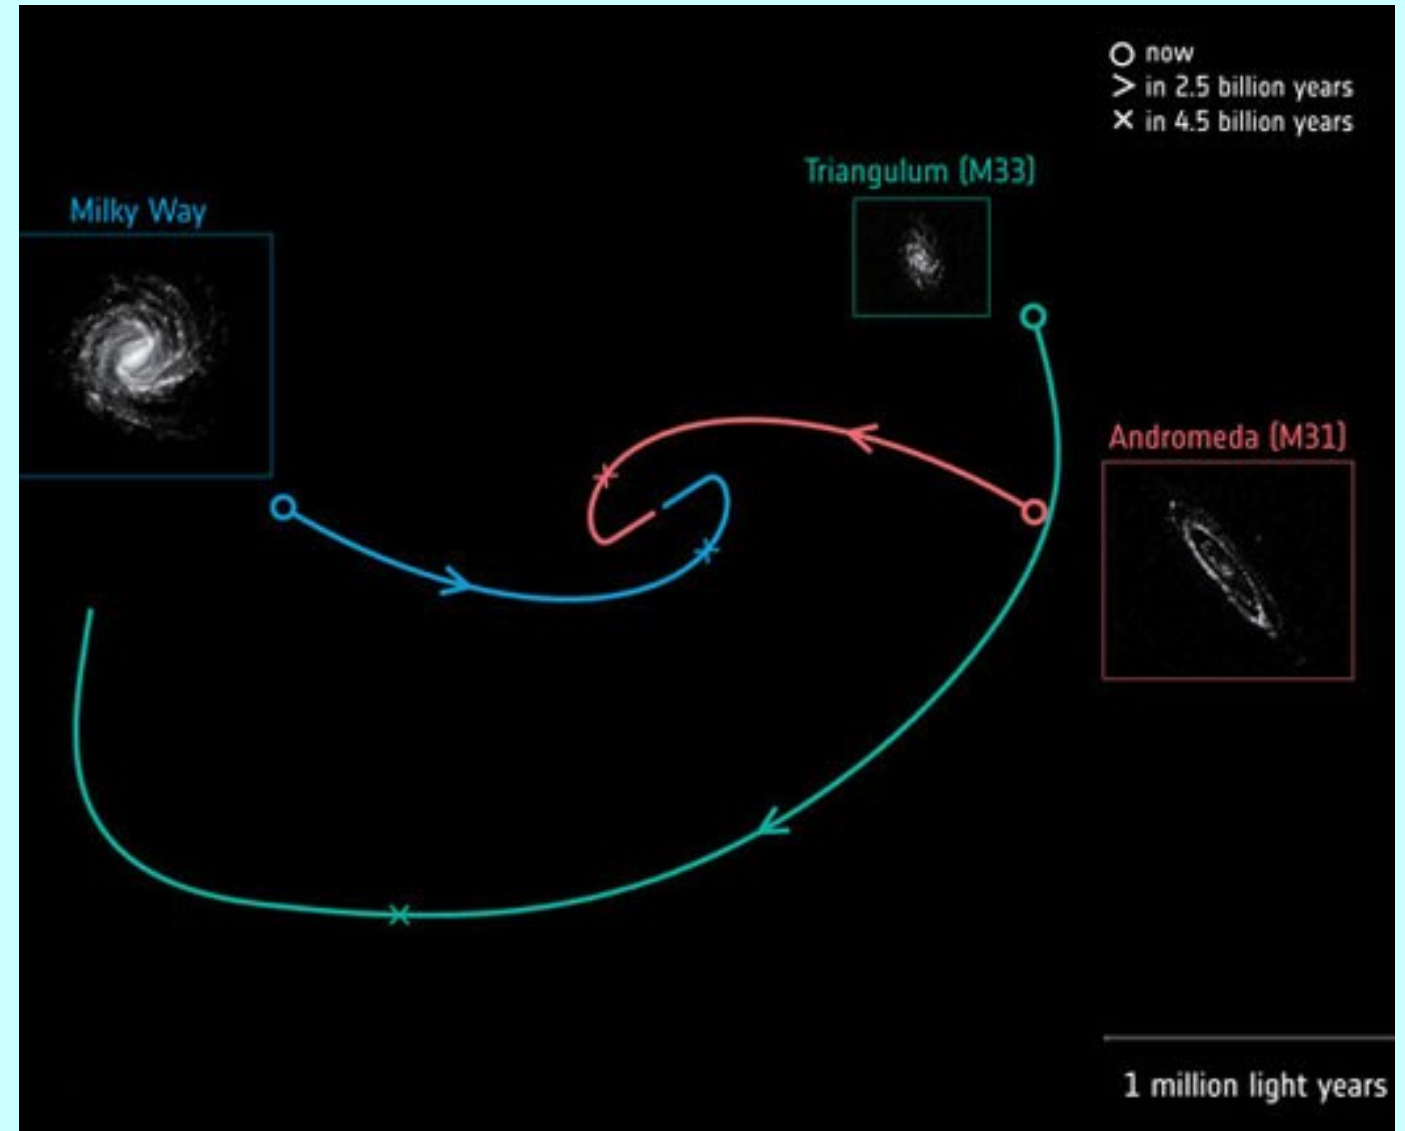 now
in 2.5 billion years
in 4.5 billion years
Triangulum (M33)
Milky Way
Andromeda (M31)
1 million light years